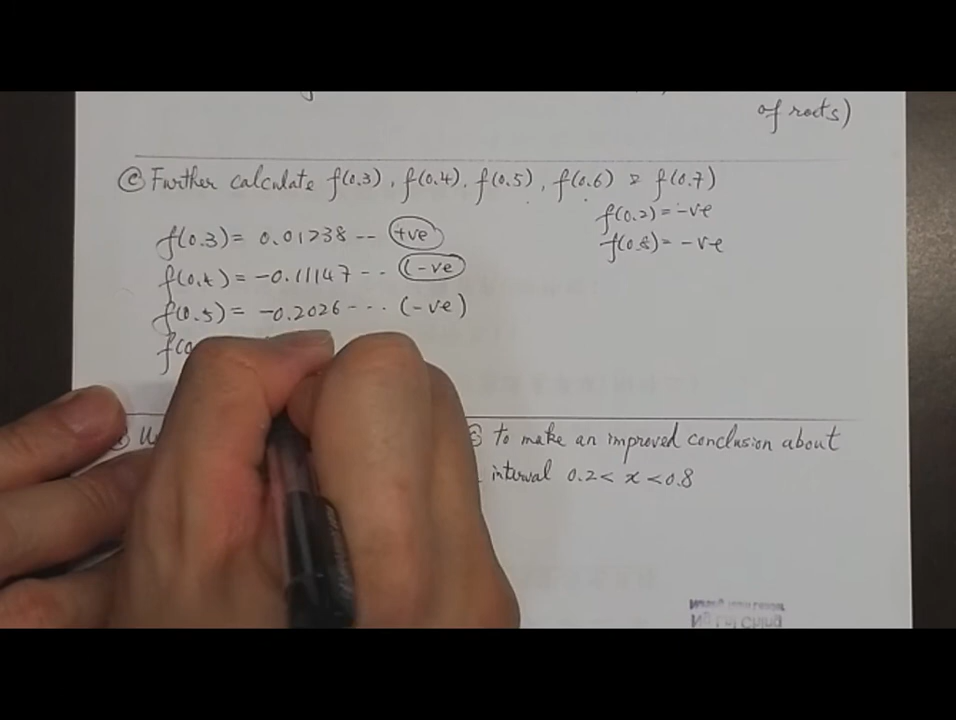 of roots)
ⓒ Further calculate f(0.3), f(0.4), f(0.5), f(0.6) & f(0.7)
f(0.2)= -ve
f(0.8)= -ve
f(0.3)= 0.01238 -- +ve
f(0.4)= -0.11147 -- (-ve)
f(0.5)= -0.2026 --- (-ve)
f(0
to make an improved conclusion about
interval 0.2< x <0.8